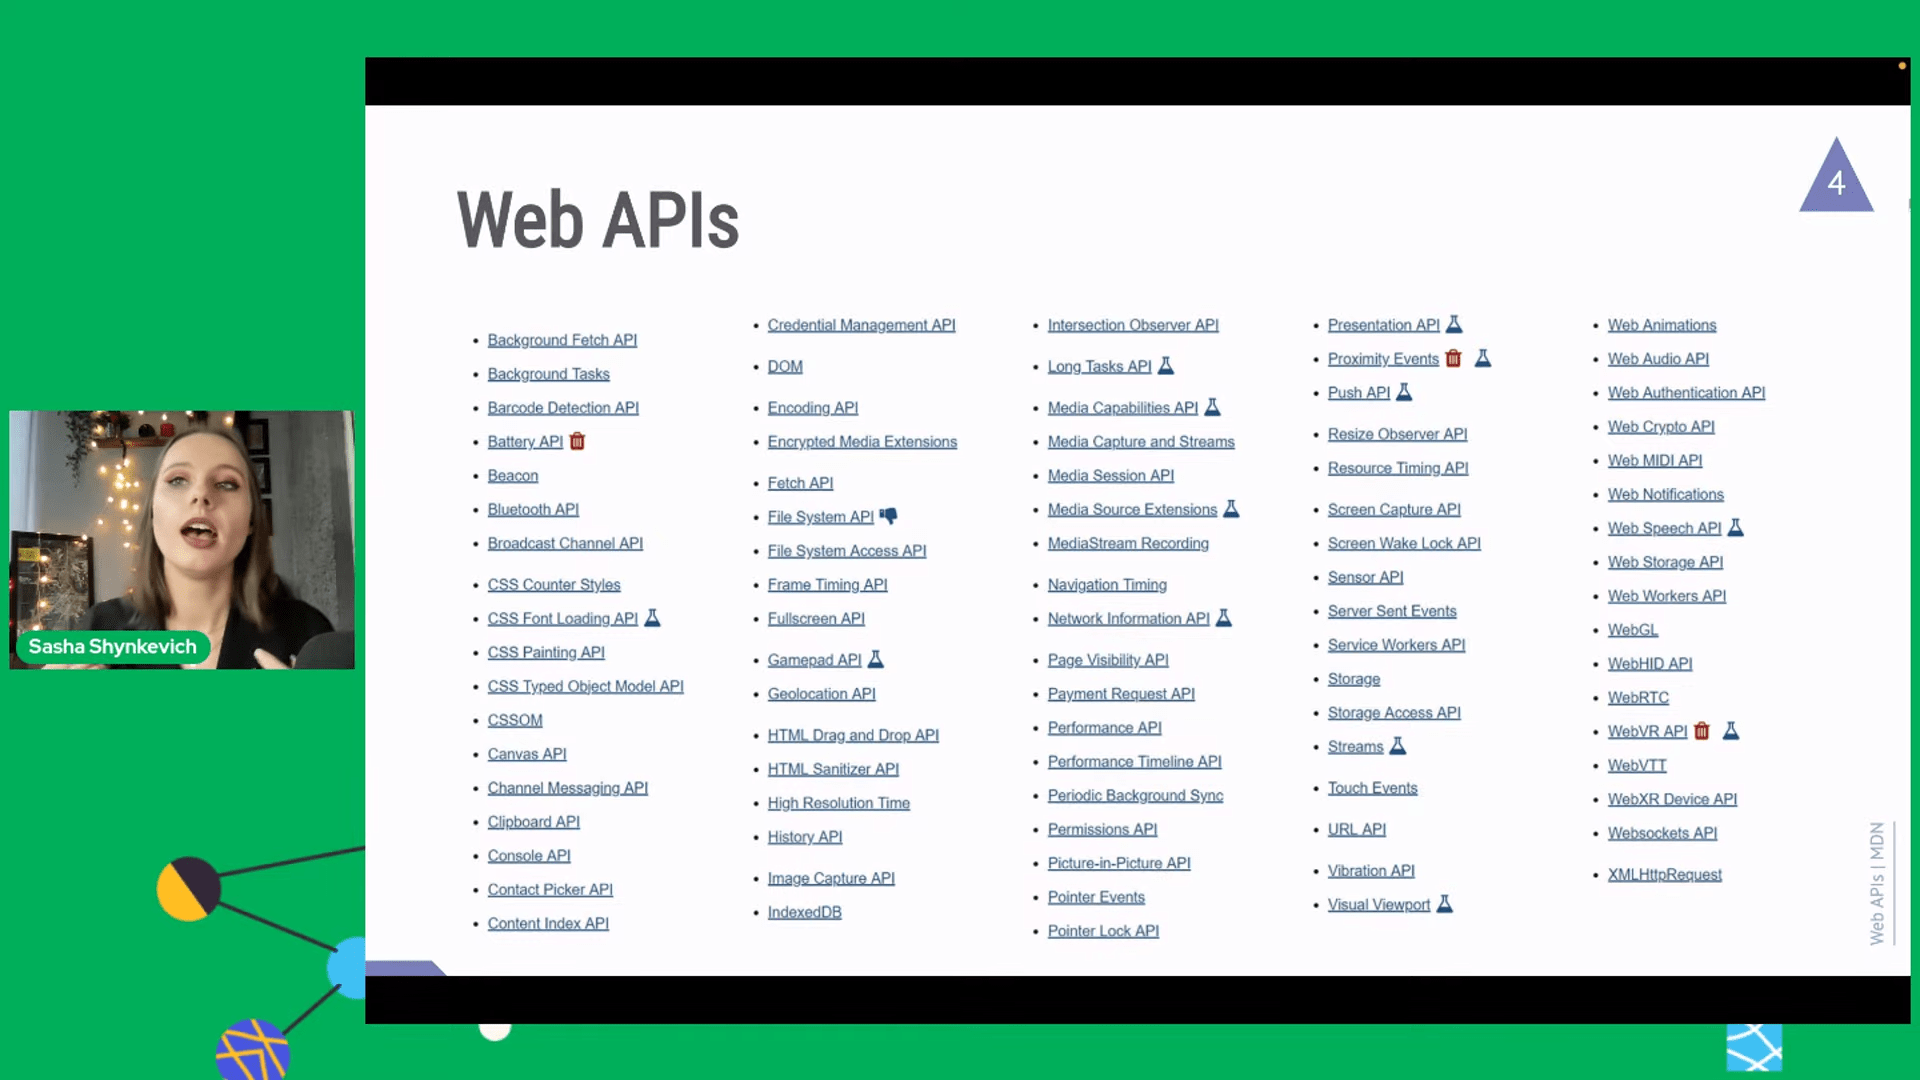 4
Web APIs
Background Fetch API
Background Tasks
Barcode Detection API
Battery API
Beacon
Bluetooth API
Broadcast Channel API
CSS Counter Styles
CSS Font Loading API
CSS Painting API
CSS Typed Object Model API
CSSOM
Canvas API
Channel Messaging API
Clipboard API
Console API
Contact Picker API
Content Index API
Credential Management API
DOM
Encoding API
Encrypted Media Extensions
Fetch API
File System API
File System Access API
Frame Timing API
Fullscreen API
Gamepad API
Geolocation API
HTML Drag and Drop API
HTML Sanitizer API
High Resolution Time
History API
Image Capture API
IndexedDB
Intersection Observer API
Long Tasks API
Media Capabilities API
Media Capture and Streams
Media Session API
Media Source Extensions
MediaStream Recording
Navigation Timing
Network Information API
Page Visibility API
Payment Request API
Performance API
Performance Timeline API
Periodic Background Sync
Permissions API
Picture-in-Picture API
Pointer Events
Pointer Lock API
Presentation API
Proximity Events
Push API
Resize Observer API
Resource Timing API
Screen Capture API
Screen Wake Lock API
Sensor API
Server Sent Events
Service Workers API
Storage
Storage Access API
Streams
Touch Events
URL API
Vibration API
Visual Viewport
Web Animations
Web Audio API
Web Authentication API
Web Crypto API
Web MIDI API
Web Notifications
Web Speech API
Web Storage API
Web Workers API
WebGL
WebHID API
WebRTC
WebVR API
WebVTT
WebXR Device API
Websockets API
XMLHttpRequest
Web APIs | MDN
Sasha Shynkevich